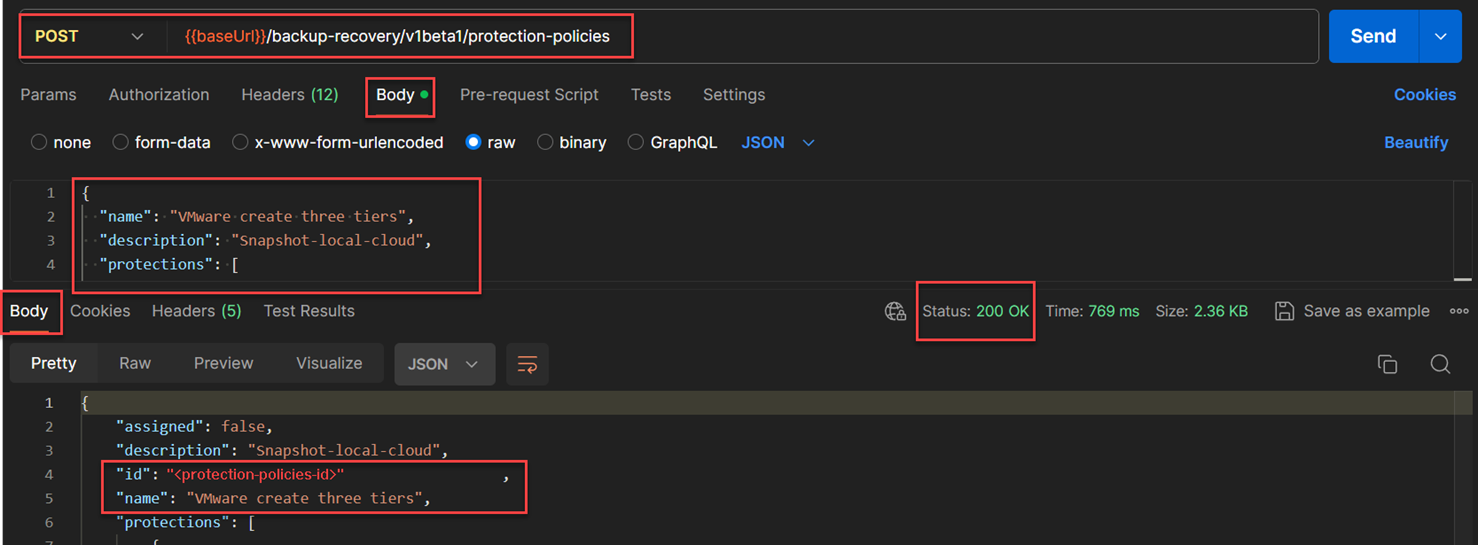 POST {{baseUrl}}/backup-recovery/v1beta1/protection-policies Send
Params Authorization Headers (12) Body Pre-request Script Tests Settings Cookies
none form-data x-www-form-urlencoded raw binary GraphQL JSON Beautify
1 {
2 "name": "VMware create three tiers",
3 "description": "Snapshot-local-cloud",
4 "protections": [
Body Cookies Headers (5) Test Results Status: 200 OK Time: 769 ms Size: 2.36 KB Save as example
Pretty Raw Preview Visualize JSON
1 {
2 "assigned": false,
3 "description": "Snapshot-local-cloud",
4 "id": "<protection-policies-id>" ,
5 "name": "VMware create three tiers",
6 "protections": [
7 {